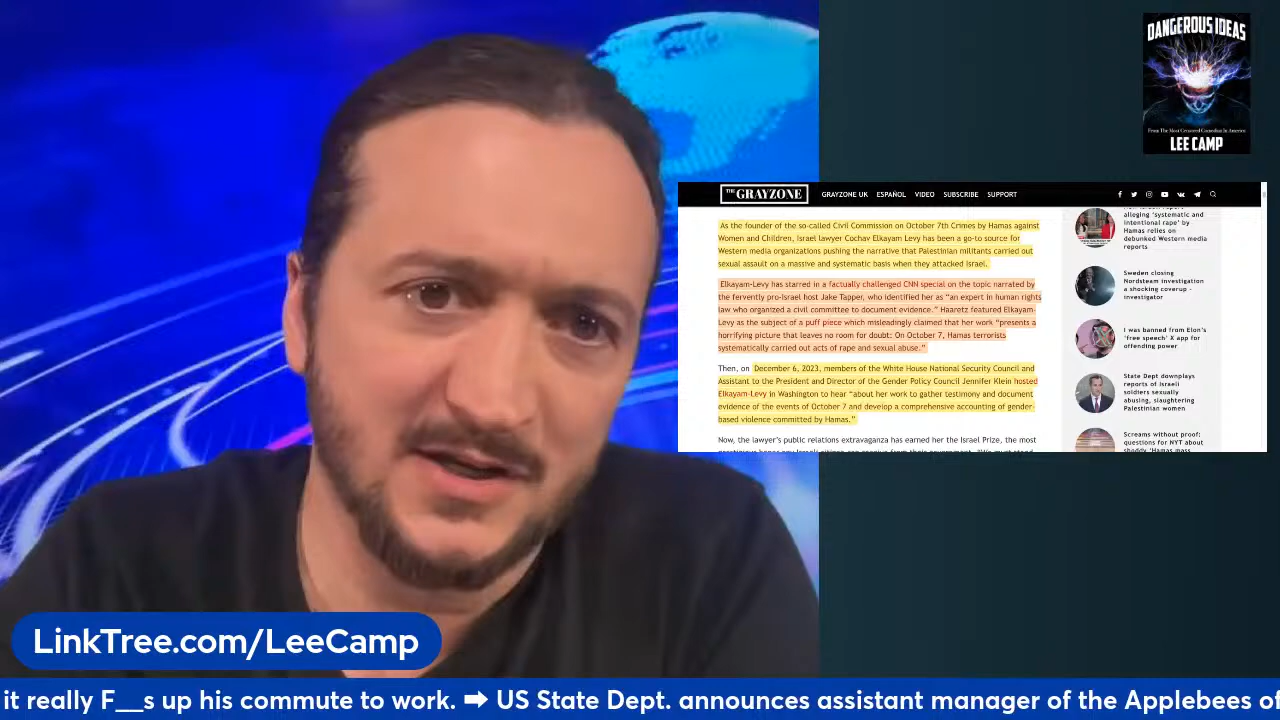 DANGEROUS IDEAS
From The Most Censored Comedian In America
LEE CAMP
THE GRAYZONE
GRAYZONE UK ESPAÑOL VIDEO SUBSCRIBE SUPPORT
As the founder of the so-called Civil Commission on October 7th Crimes by Hamas against
Women and Children, Israel lawyer Cochav Elkayam Levy has been a go-to source for
Western media organizations pushing the narrative that Palestinian militants carried out
sexual assault on a massive and systematic basis when they attacked Israel.
Elkayam-Levy has starred in a factually challenged CNN special on the topic narrated by
the fervently pro-Israel host Jake Tapper, who identified her as “an expert in human rights
law who organized a civil committee to document evidence.” Haaretz featured Elkayam-
Levy as the subject of a puff piece which misleadingly claimed that her work “presents a
horrifying picture that leaves no room for doubt: On October 7, Hamas terrorists
systematically carried out acts of rape and sexual abuse.”
Then, on December 6, 2023, members of the White House National Security Council and
Assistant to the President and Director of the Gender Policy Council Jennifer Klein hosted
Elkayam-Levy in Washington to hear “about her work to gather testimony and document
evidence of the events of October 7 and develop a comprehensive accounting of gender-
based violence committed by Hamas.”
Now, the lawyer’s public relations extravaganza has earned her the Israel Prize, the most
alleging ‘systematic and
intentional rape’ by
Hamas relies on
debunked Western media
reports
Sweden closing
Nordsteam investigation
a shocking coverup -
investigator
I was banned from Elon’s
‘free speech’ X app for
offending power
State Dept downplays
reports of Israeli
soldiers sexually
abusing, slaughtering
Palestinian women
Screams without proof:
questions for NYT about
shoddy ‘Hamas mass
LinkTree.com/LeeCamp
it really F__s up his commute to work. ➡ US State Dept. announces assistant manager of the Applebees of